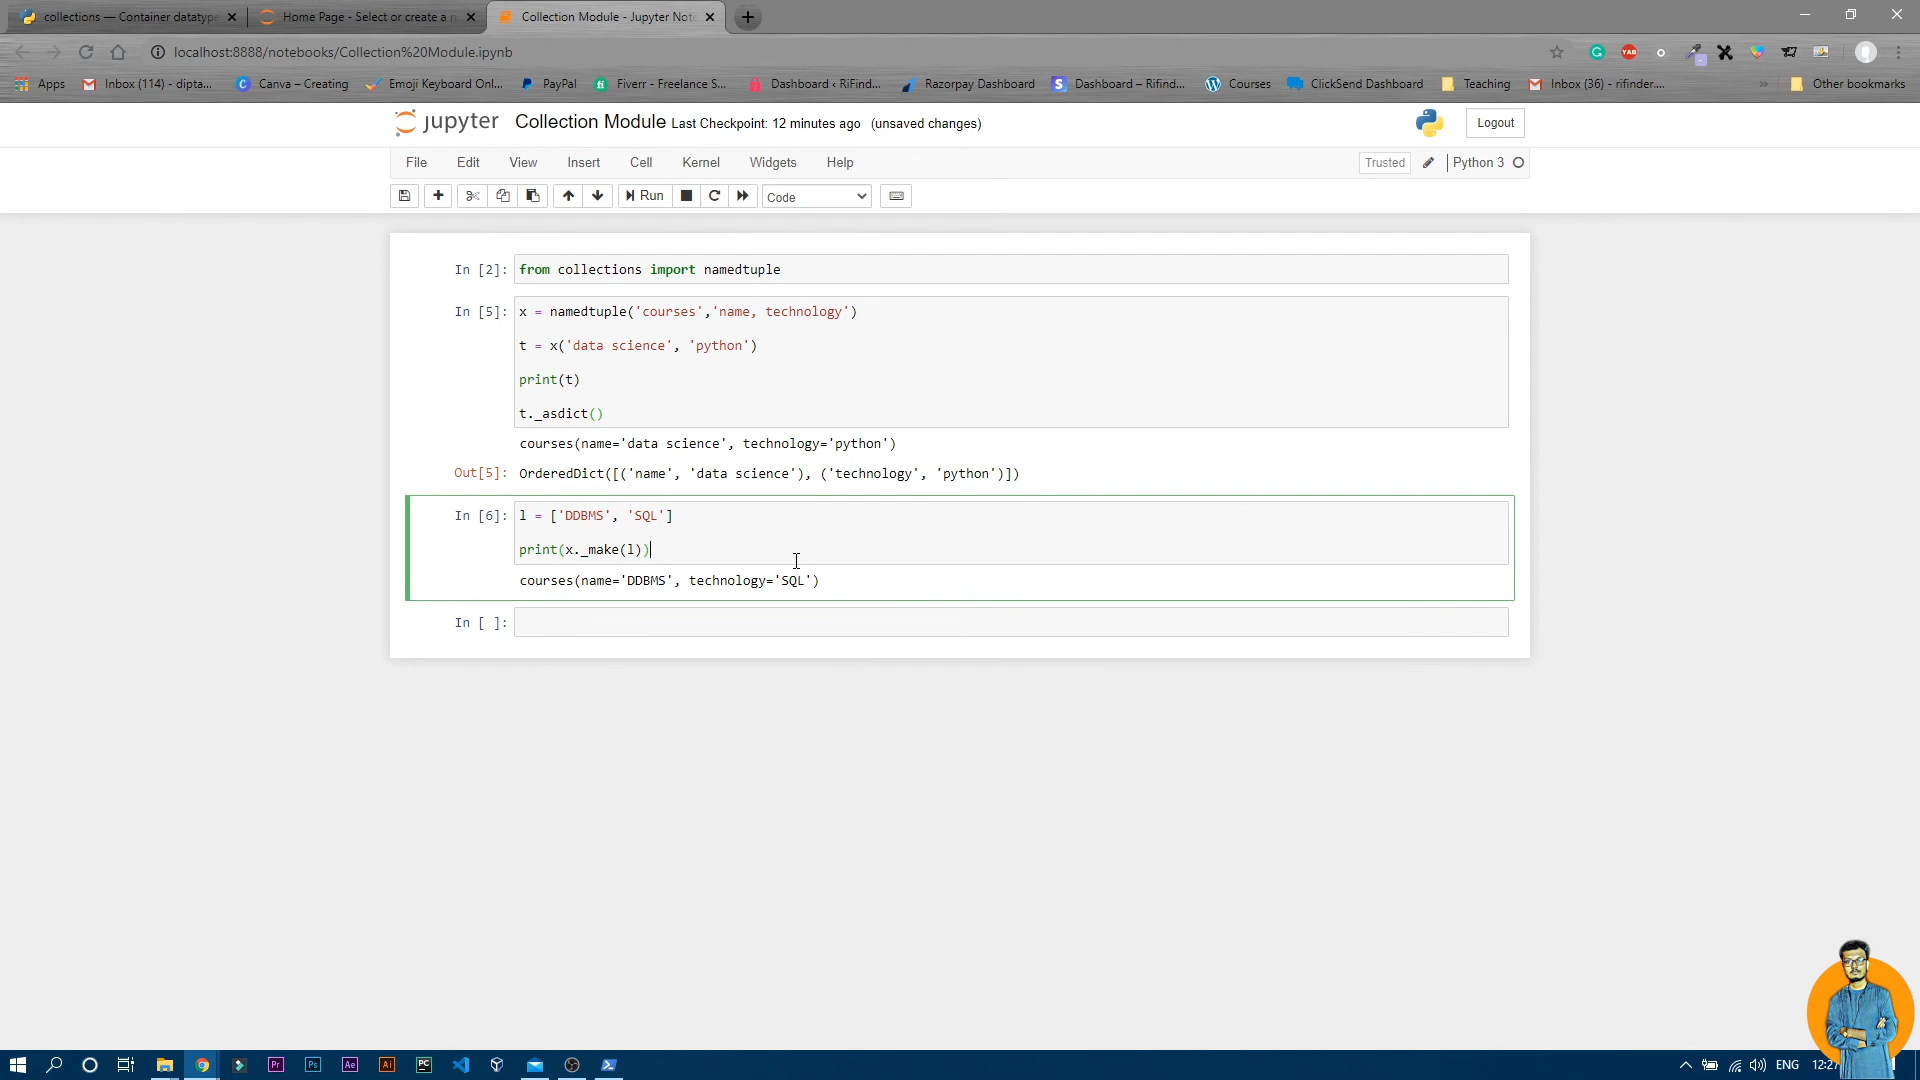 collections — Container datatype
Home Page - Select or create a n
Collection Module - Jupyter Note
localhost:8888/notebooks/Collection%20Module.ipynb
Apps
Inbox (114) - dipta...
Canva – Creating
Emoji Keyboard Onl...
PayPal
Fiverr - Freelance S...
Dashboard ‹ RiFind...
Razorpay Dashboard
Dashboard – Rifind...
Courses
ClickSend Dashboard
Teaching
Inbox (36) - rifinder....
»
Other bookmarks
jupyter
Collection Module Last Checkpoint: 12 minutes ago (unsaved changes)
Logout
File Edit View Insert Cell Kernel Widgets Help
Trusted
Python 3
Run
Code
In [2]: from collections import namedtuple
In [5]: x = namedtuple('courses','name, technology')
t = x('data science', 'python')
print(t)
t._asdict()
courses(name='data science', technology='python')
Out[5]: OrderedDict([('name', 'data science'), ('technology', 'python')])
In [6]: l = ['DDBMS', 'SQL']
print(x._make(l))
courses(name='DDBMS', technology='SQL')
In [ ]:
Pr
Ps
Ae
Ai
PC
ENG